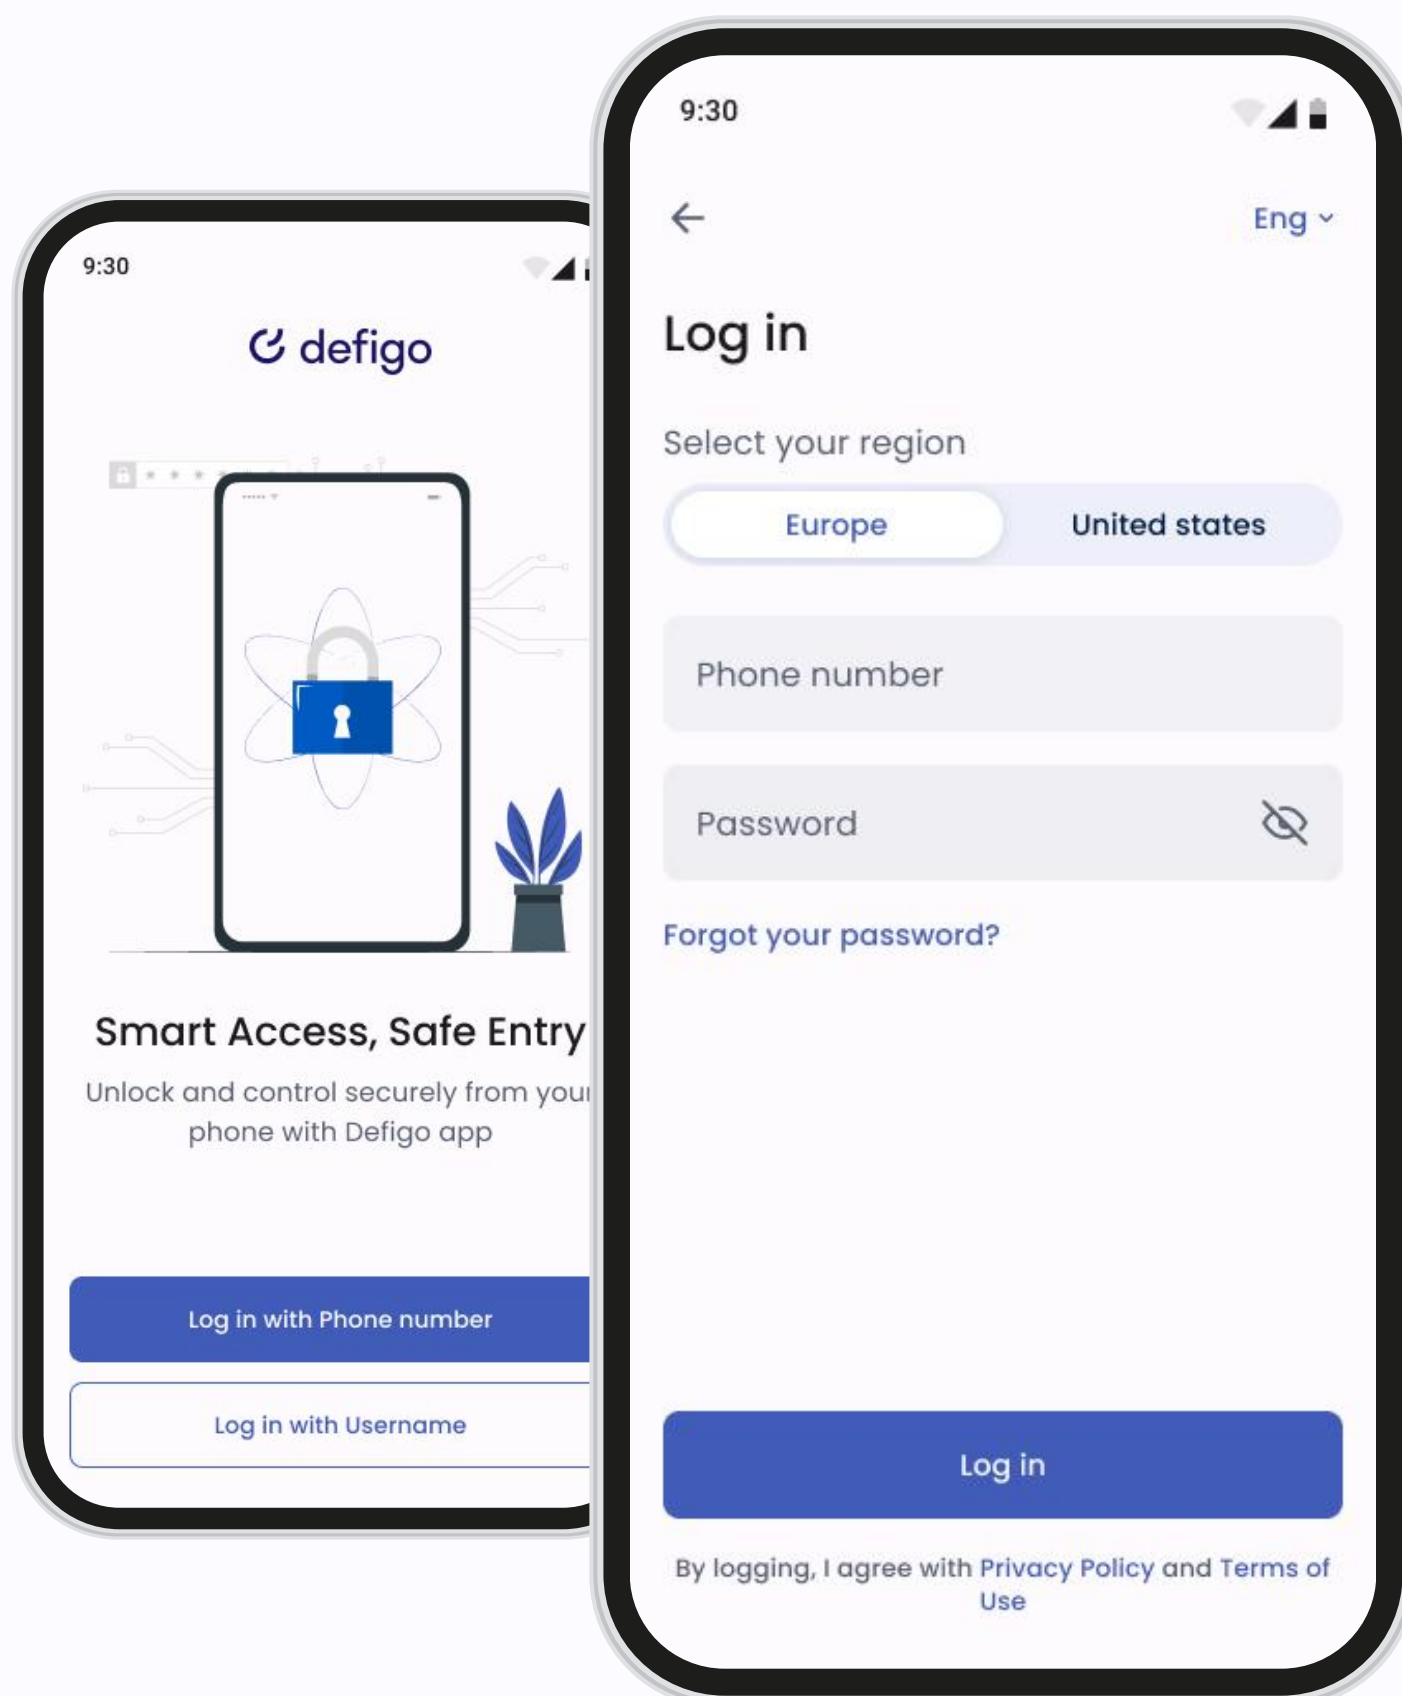 9:30
defigo
* * * *
Smart Access, Safe Entry
Unlock and control securely from your
phone with Defigo app
Log in with Phone number
Log in with Username
9:30
Eng
Log in
Select your region
Europe
United states
Phone number
Password
Forgot your password?
Log in
By logging, I agree with Privacy Policy and Terms of
Use